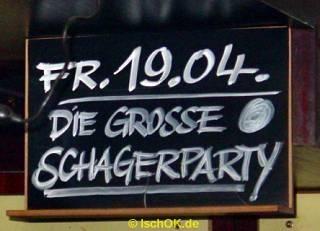 FR. 19.04.
DIE GROSSE
SCHAGERPARTY
© IschOK.de